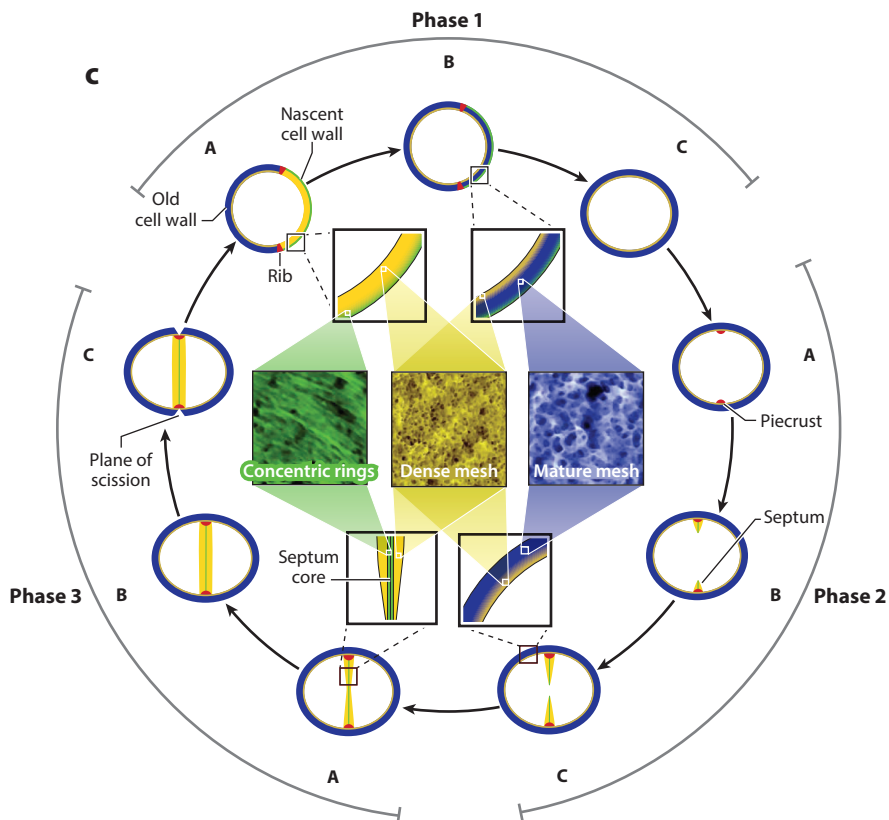 Phase 1
B
C
Nascent
cell wall
A
C
Old
cell wall
Rib
C
A
Piecrust
Plane of
scission
Concentric rings
Dense mesh
Mature mesh
Septum
Septum
core
Phase 3
B
B
Phase 2
A
C